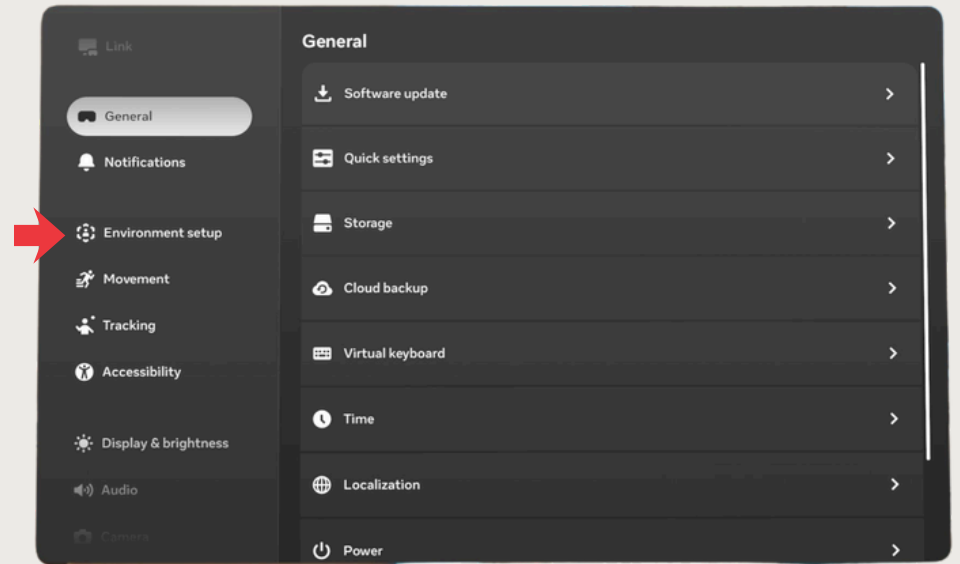 Link
General
Notifications
Environment setup
Movement
Tracking
Accessibility
Display & brightness
Audio
Camera
General
Software update
Quick settings
Storage
Cloud backup
Virtual keyboard
Time
Localization
Power